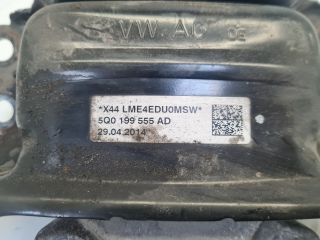 VW. AG
*X44 LME4EDU0MSW*
5Q0 199 555 AD
29.04.2014